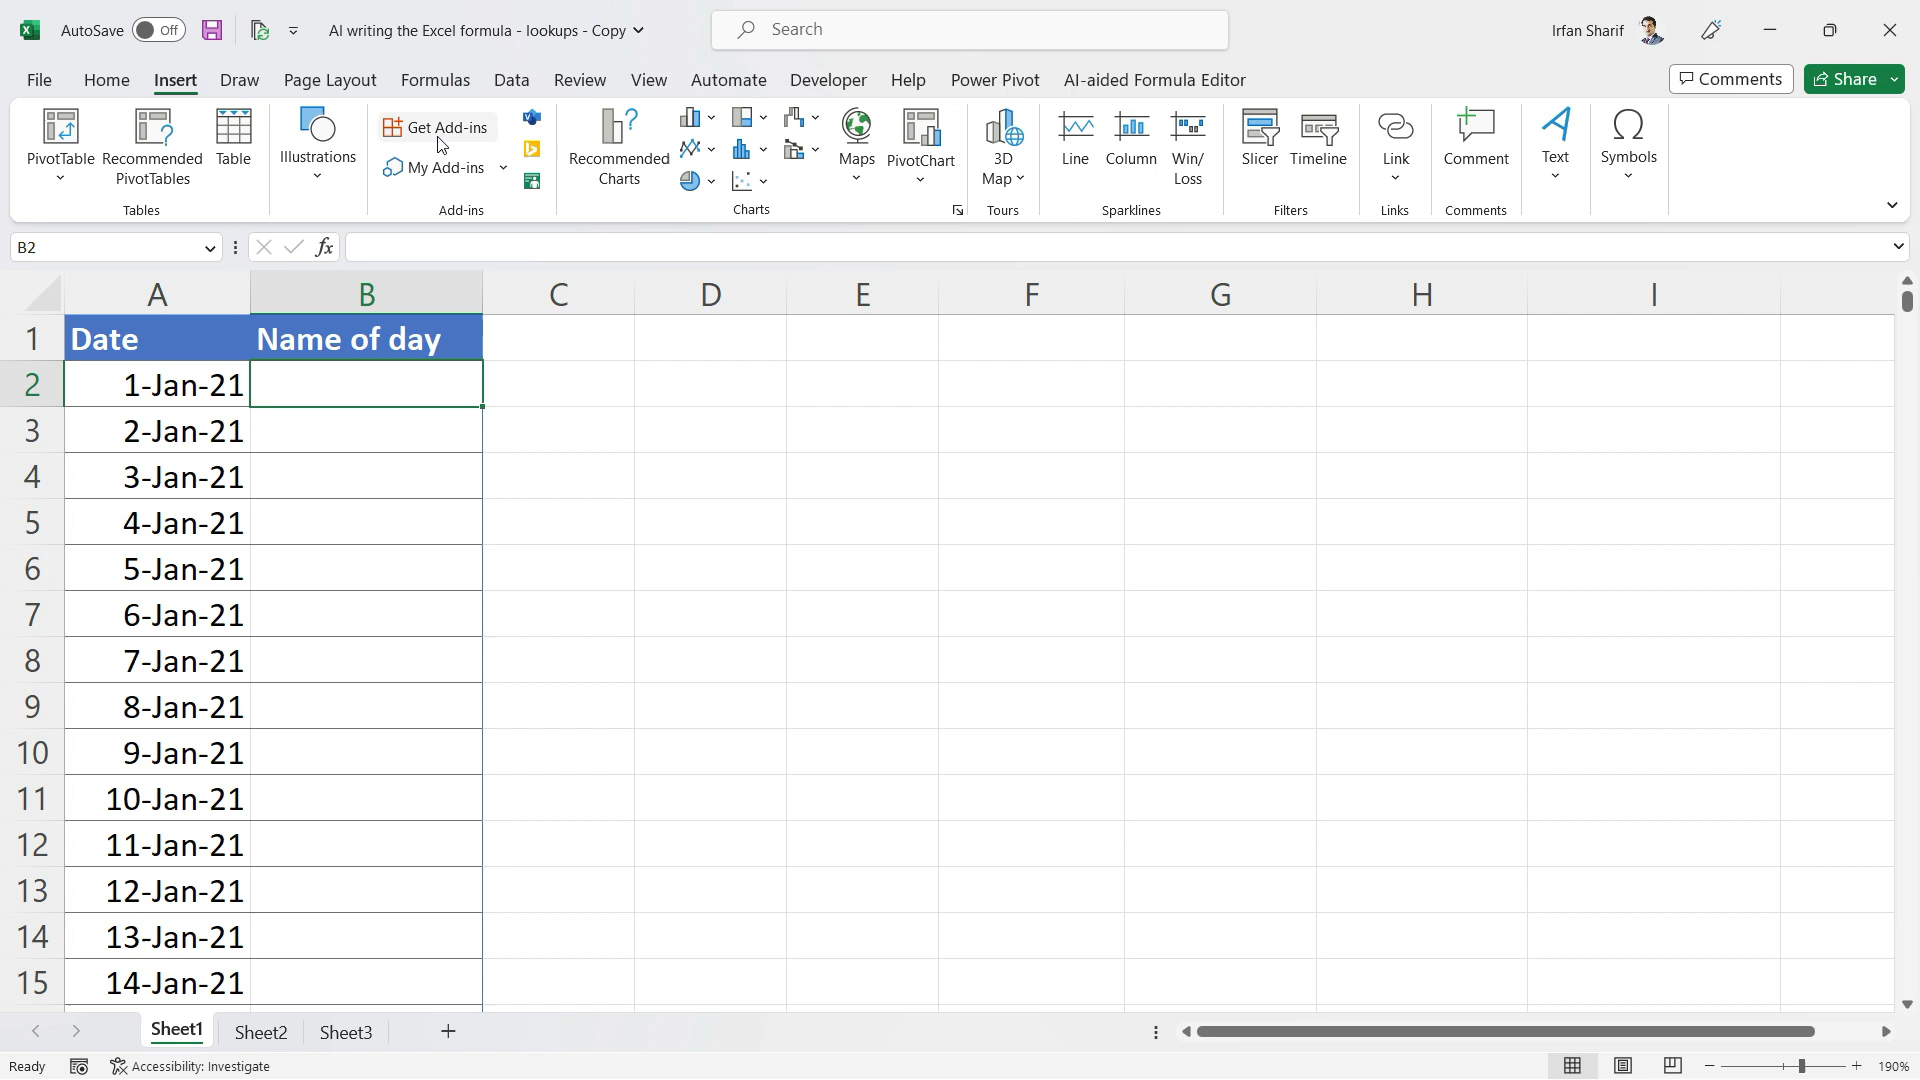 AutoSave Off AI writing the Excel formula - lookups - Copy Search Irfan Sharif
File Home Insert Draw Page Layout Formulas Data Review View Automate Developer Help Power Pivot AI-aided Formula Editor Comments Share
PivotTable Recommended PivotTables Table
Tables
Illustrations
Get Add-ins
My Add-ins
Add-ins
Recommended Charts
Maps PivotChart
Charts
3D Map
Tours
Line Column Win/Loss
Sparklines
Slicer Timeline
Filters
Link
Links
Comment
Comments
Text
Symbols
B2 fx
A B C D E F G H I
1 Date Name of day
2 1-Jan-21
3 2-Jan-21
4 3-Jan-21
5 4-Jan-21
6 5-Jan-21
7 6-Jan-21
8 7-Jan-21
9 8-Jan-21
10 9-Jan-21
11 10-Jan-21
12 11-Jan-21
13 12-Jan-21
14 13-Jan-21
15 14-Jan-21
Sheet1 Sheet2 Sheet3
Ready Accessibility: Investigate 190%